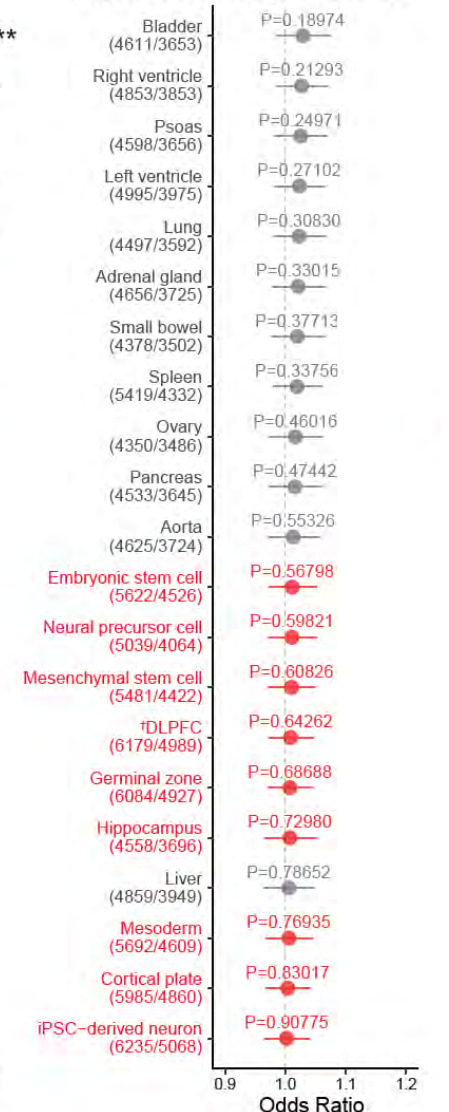 **
Bladder
(4611/3653)
P=0.18974
Right ventricle
(4853/3853)
P=0.21293
Psoas
(4598/3656)
P=0.24971
Left ventricle
(4995/3975)
P=0.27102
Lung
(4497/3592)
P=0.30830
Adrenal gland
(4656/3725)
P=0.33015
Small bowel
(4378/3502)
P=0.37713
Spleen
(5419/4332)
P=0.33756
Ovary
(4350/3486)
P=0.46016
Pancreas
(4533/3645)
P=0.47442
Aorta
(4625/3724)
P=0.55326
Embryonic stem cell
(5622/4526)
P=0.56798
Neural precursor cell
(5039/4064)
P=0.59821
Mesenchymal stem cell
(5481/4422)
P=0.60826
†DLPFC
(6179/4989)
P=0.64262
Germinal zone
(6084/4927)
P=0.68688
Hippocampus
(4558/3696)
P=0.72980
Liver
(4859/3949)
P=0.78652
Mesoderm
(5692/4609)
P=0.76935
Cortical plate
(5985/4860)
P=0.83017
iPSC−derived neuron
(6235/5068)
P=0.90775
0.9 1.0 1.1 1.2
Odds Ratio